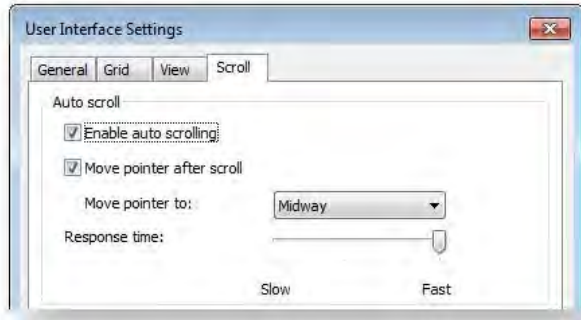 User Interface Settings
General Grid View Scroll
Auto scroll
Enable auto scrolling
Move pointer after scroll
Move pointer to: Midway
Response time:
Slow Fast